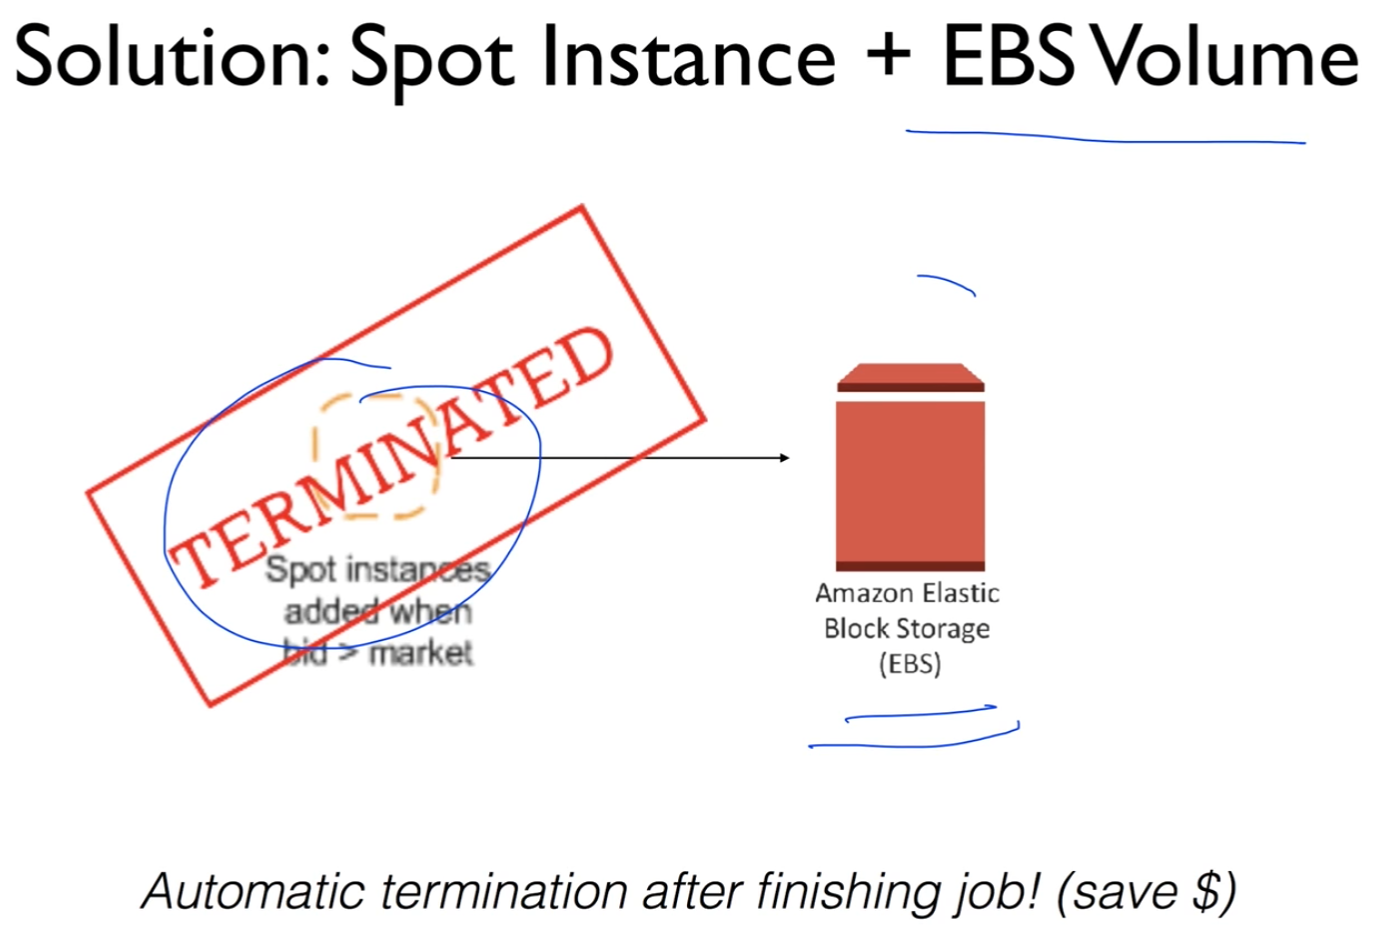 Solution: Spot Instance + EBS Volume
TERMINATED
Spot instances
added when
bid > market
Amazon Elastic
Block Storage
(EBS)
Automatic termination after finishing job! (save $)